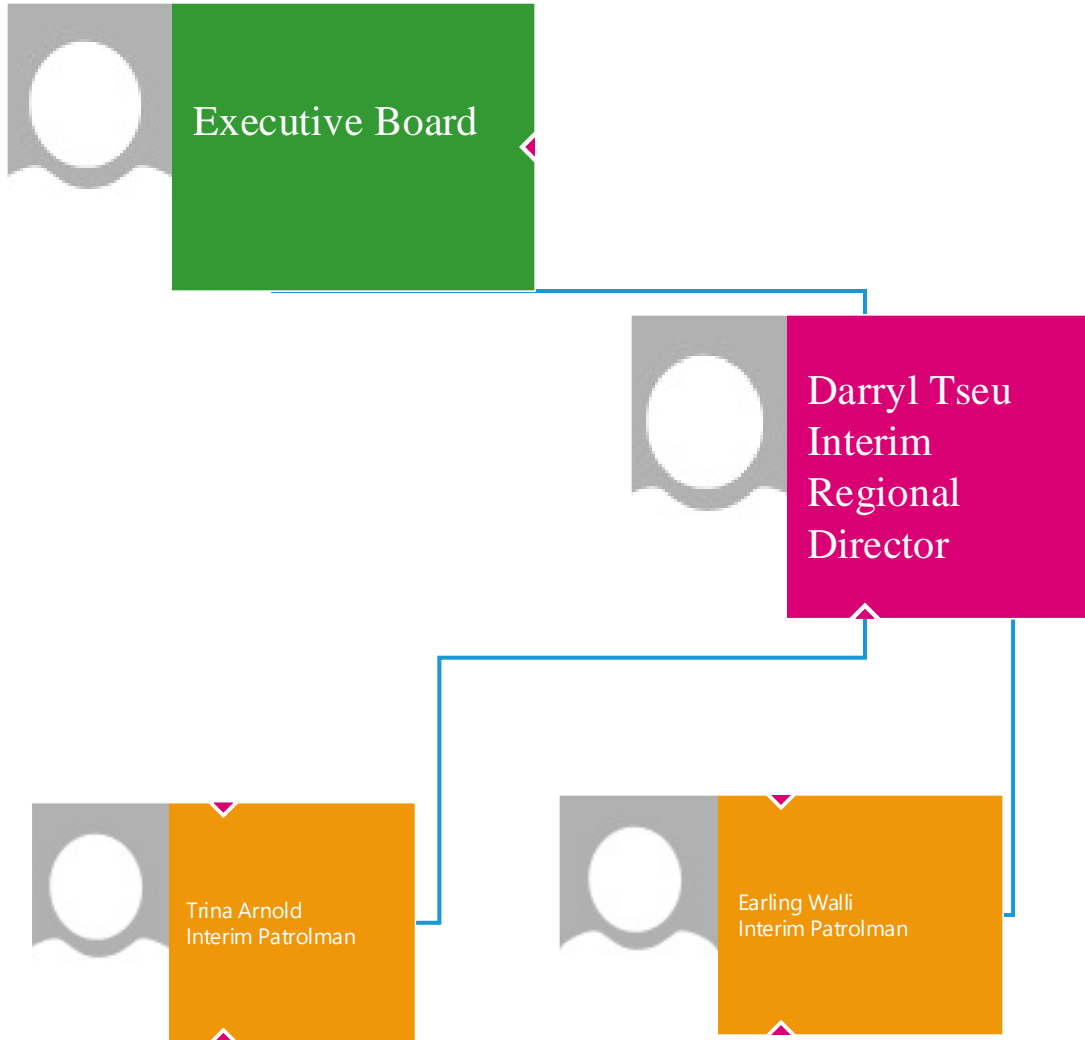 Executive Board
Darryl Tseu
Interim
Regional
Director
Trina Arnold
Interim Patrolman
Earling Walli
Interim Patrolman